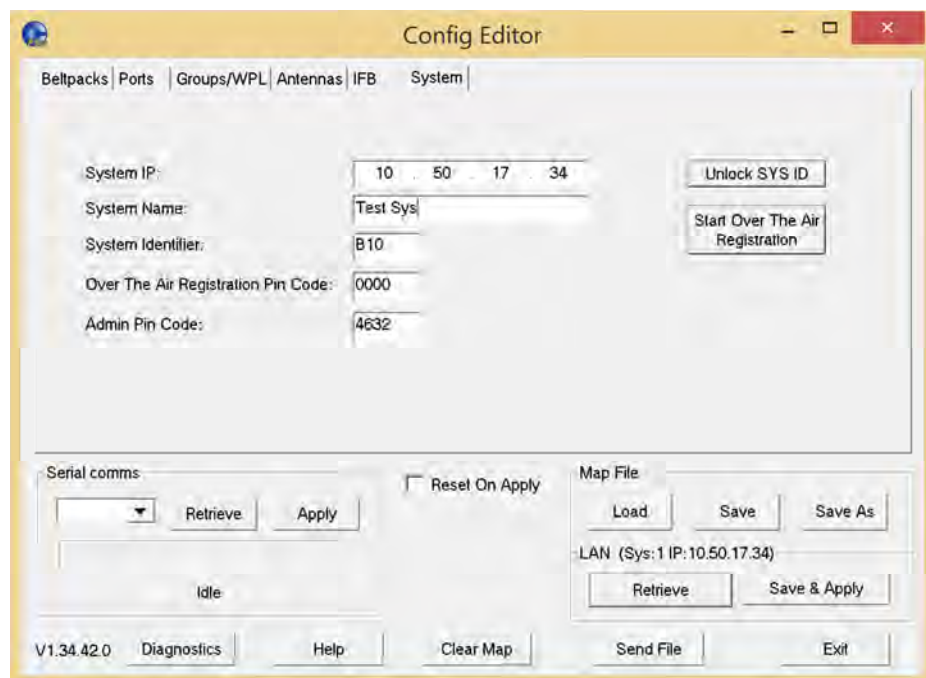 Config Editor
Beltpacks Ports Groups/WPL Antennas IFB System
System IP: 10 . 50 . 17 . 34
Unlock SYS ID
System Name: Test Sys
Start Over The Air
Registration
System Identifier: B10
Over The Air Registration Pin Code: 0000
Admin Pin Code: 4632
Serial comms
Retrieve Apply
Idle
Reset On Apply
Map File
Load Save Save As
LAN (Sys:1 IP:10.50.17.34)
Retrieve Save & Apply
V1.34.42.0 Diagnostics Help Clear Map Send File Exit